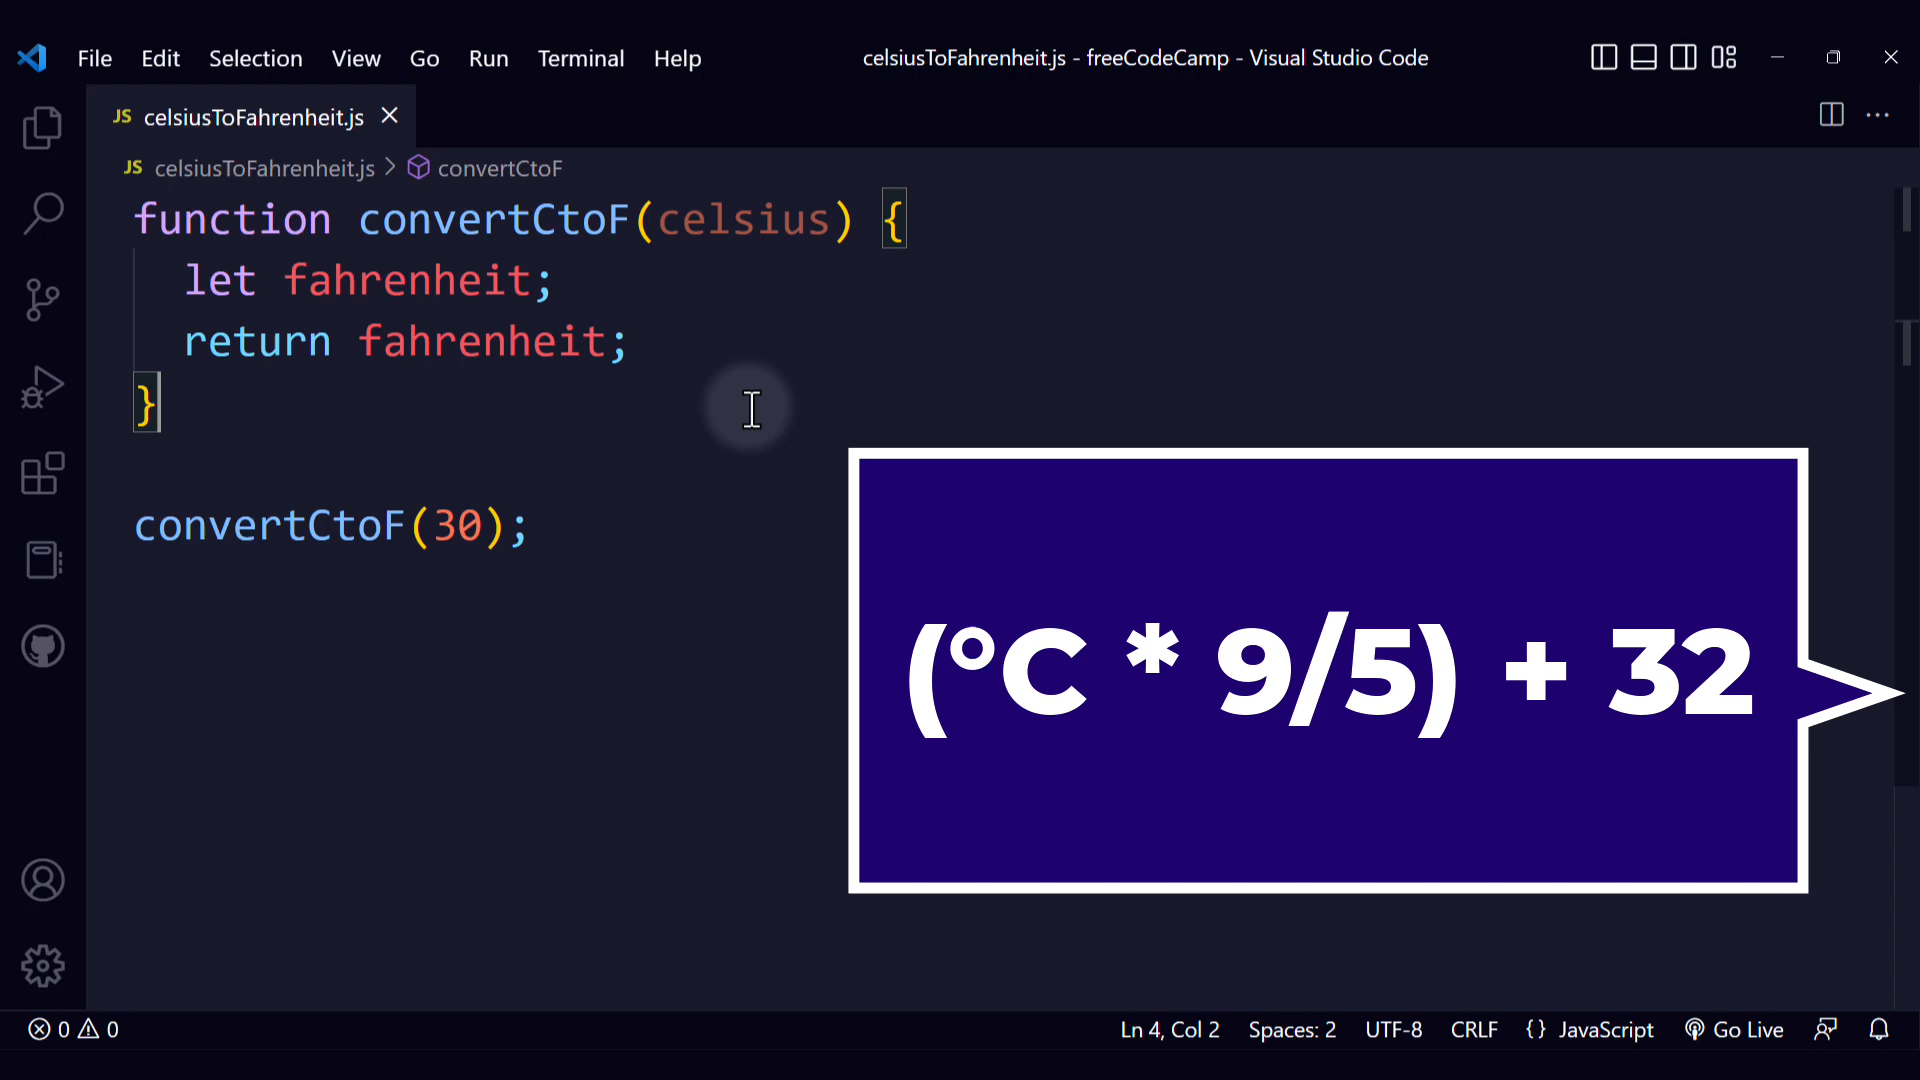 File Edit Selection View Go Run Terminal Help celsiusToFahrenheit.js - freeCodeCamp - Visual Studio Code
JS celsiusToFahrenheit.js
JS celsiusToFahrenheit.js > convertCtoF
function convertCtoF(celsius) {
  let fahrenheit;
  return fahrenheit;
}
convertCtoF(30);
(°C * 9/5) + 32
0 0 Ln 4, Col 2 Spaces: 2 UTF-8 CRLF {} JavaScript Go Live